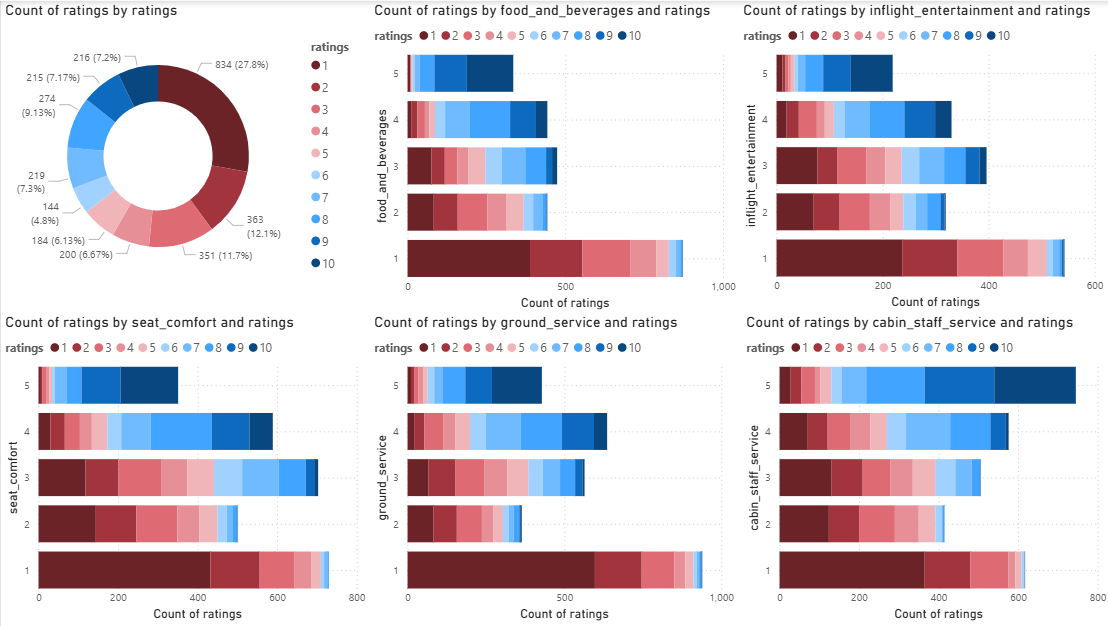 Count of ratings by ratings
216 (7.2%)
215 (7.17%)
274
(9.13%)
219
(7.3%)
144
(4.8%)
184 (6.13%)
200 (6.67%)
351 (11.7%)
363
(12.1%)
834 (27.8%)
ratings
1
2
3
4
5
6
7
8
9
10
Count of ratings by food_and_beverages and ratings
ratings 1 2 3 4 5 6 7 8 9 10
food_and_beverages
5
4
3
2
1
0 500 1,000
Count of ratings
Count of ratings by inflight_entertainment and ratings
ratings 1 2 3 4 5 6 7 8 9 10
inflight_entertainment
5
4
3
2
1
0 200 400 600
Count of ratings
Count of ratings by seat_comfort and ratings
ratings 1 2 3 4 5 6 7 8 9 10
seat_comfort
5
4
3
2
1
0 200 400 600 800
Count of ratings
Count of ratings by ground_service and ratings
ratings 1 2 3 4 5 6 7 8 9 10
ground_service
5
4
3
2
1
0 500 1,000
Count of ratings
Count of ratings by cabin_staff_service and ratings
ratings 1 2 3 4 5 6 7 8 9 10
cabin_staff_service
5
4
3
2
1
0 200 400 600 800
Count of ratings